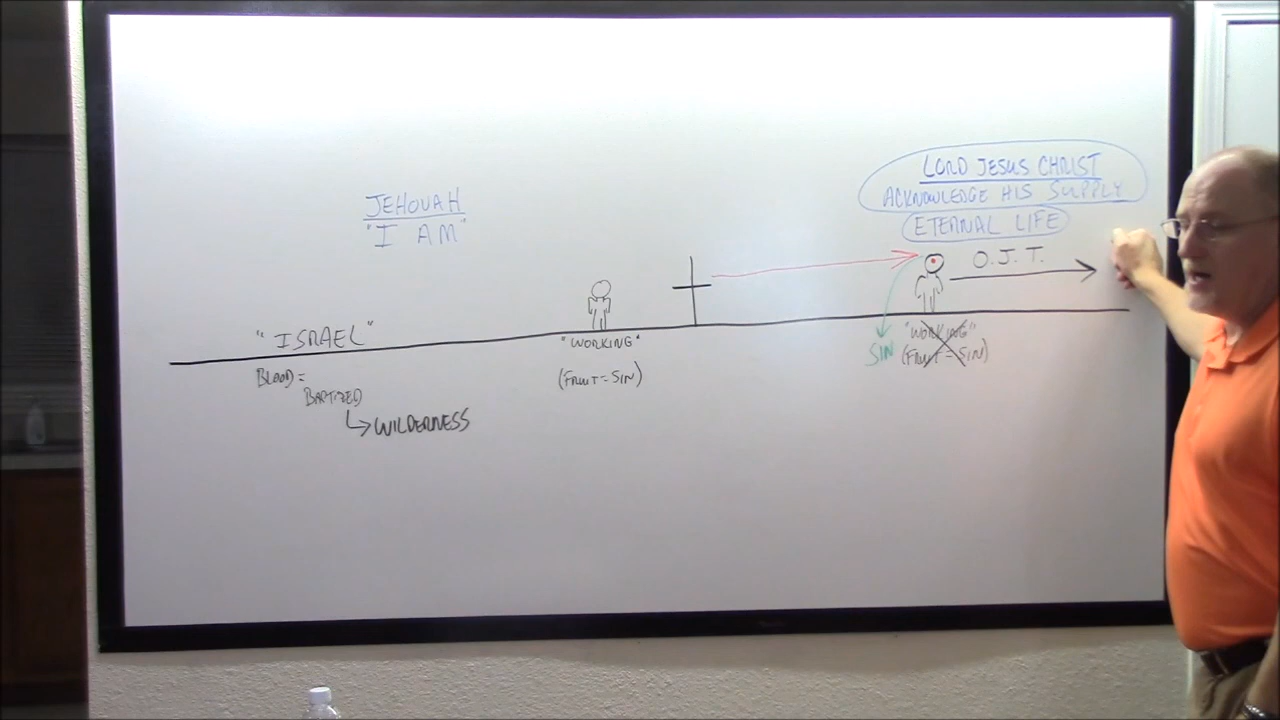 JEHOVAH
"I AM"
"ISRAEL"
BLOOD =
BAPTIZED
WILDERNESS
"WORKING"
(FRUIT = SIN)
LORD JESUS CHRIST
ACKNOWLEDGE HIS SUPPLY
ETERNAL LIFE
O.J.T.
SIN
"WORKING"
(FRUIT = SIN)